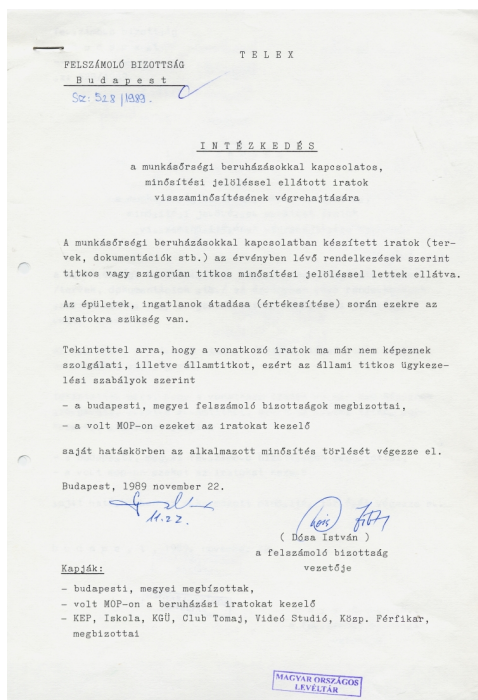 T E L E X
FELSZÁMOLÓ BIZOTTSÁG
B u d a p e s t
Sz: 528/1989.
I N T É Z K E D É S
a munkásőrségi beruházásokkal kapcsolatos,
minősítési jelöléssel ellátott iratok
visszaminősítésének végrehajtására
A munkásőrségi beruházásokkal kapcsolatban készített iratok (ter-
vek, dokumentációk stb.) az érvényben lévő rendelkezések szerint
titkos vagy szigorúan titkos minősítési jelöléssel lettek ellátva.
Az épületek, ingatlanok átadása (értékesítése) során ezekre az
iratokra szükség van.
Tekintettel arra, hogy a vonatkozó iratok ma már nem képeznek
szolgálati, illetve államtitkot, ezért az állami titkos ügykeze-
lési szabályok szerint
- a budapesti, megyei felszámoló bizottságok megbizottai,
- a volt MOP-on ezeket az iratokat kezelő
saját hatáskörben az alkalmazott minősítés törlését végezze el.
Budapest, 1989 november 22.
11.22.
( Dósa István )
a felszámoló bizottság
vezetője
Kapják:
- budapesti, megyei megbízottak,
- volt MOP-on a beruházási iratokat kezelő
- KEP, Iskola, KGÜ, Club Tomaj, Videó Studió, Közp. Férfikar,
megbizottai
MAGYAR ORSZÁGOS
LEVÉLTÁR